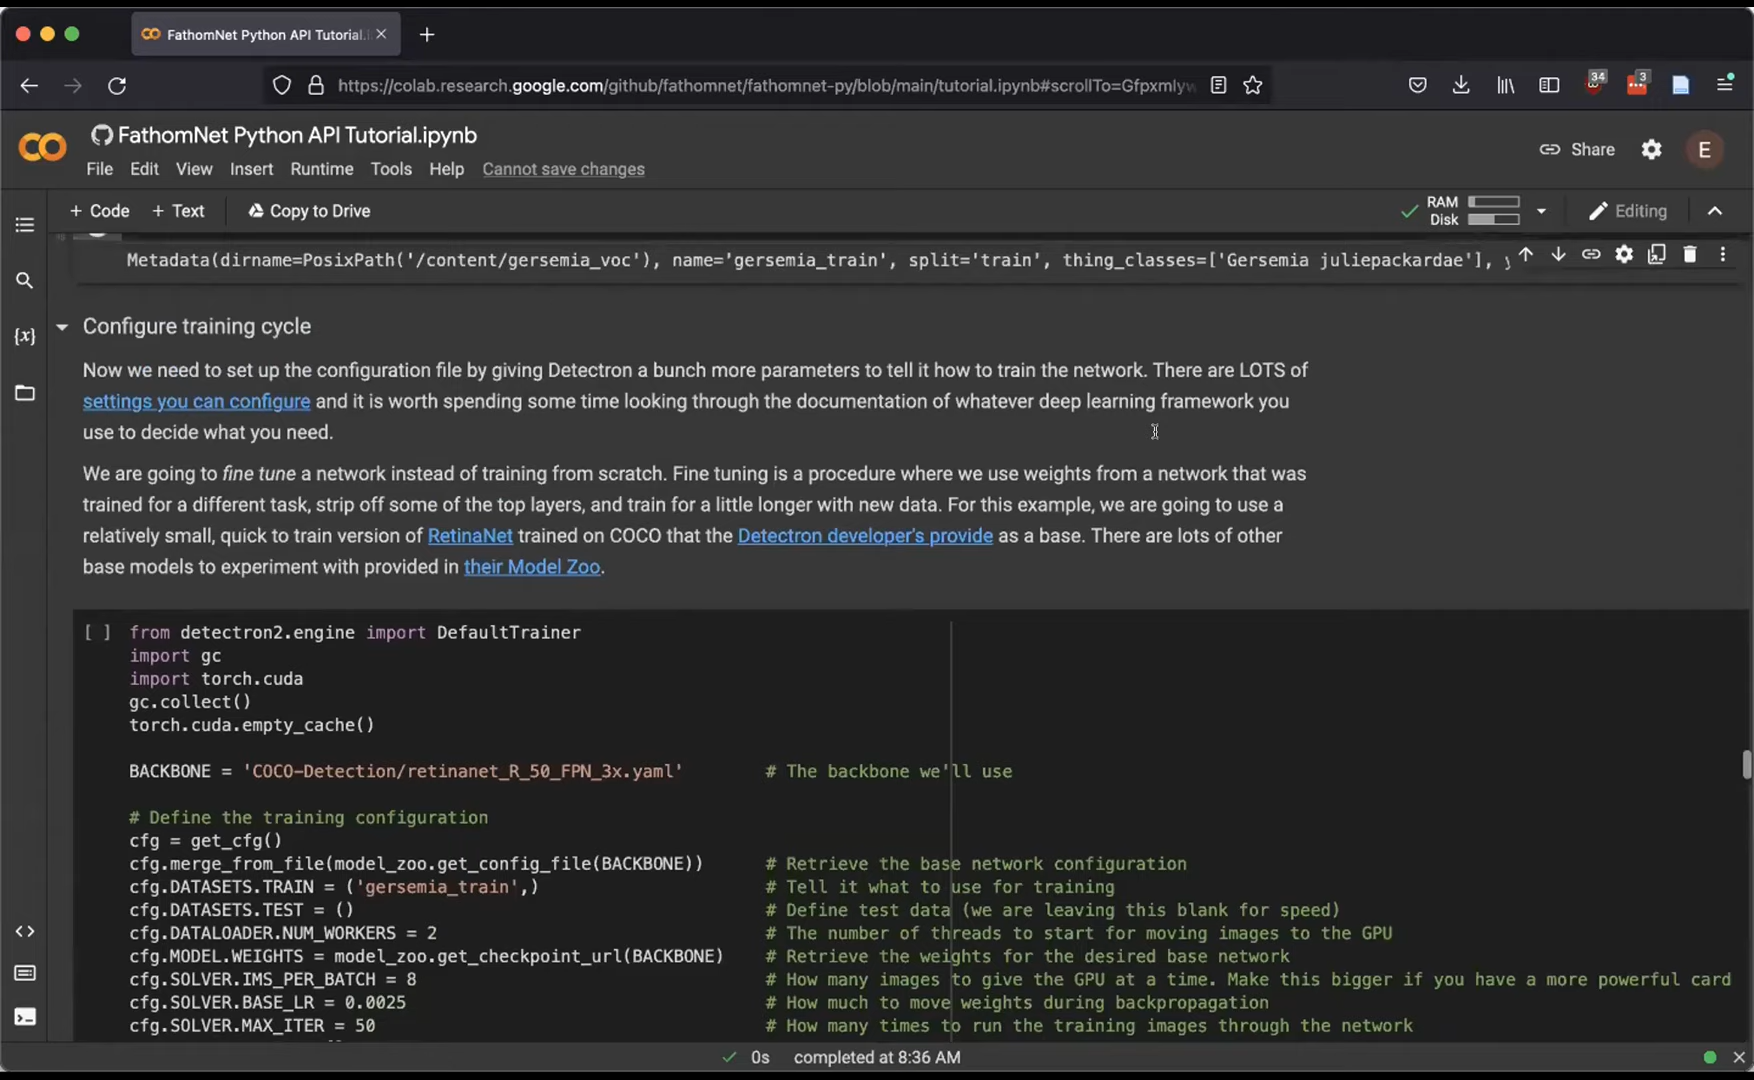 FathomNet Python API Tutorial.
https://colab.research.google.com/github/fathomnet/fathomnet-py/blob/main/tutorial.ipynb#scrollTo=Gfpxmlyw
34
3
FathomNet Python API Tutorial.ipynb
Share
E
File Edit View Insert Runtime Tools Help Cannot save changes
+ Code + Text Copy to Drive
RAM
Disk
Editing
Metadata(dirname=PosixPath('/content/gersemia_voc'), name='gersemia_train', split='train', thing_classes=['Gersemia juliepackardae'],
{x}
Configure training cycle
Now we need to set up the configuration file by giving Detectron a bunch more parameters to tell it how to train the network. There are LOTS of
settings you can configure and it is worth spending some time looking through the documentation of whatever deep learning framework you
use to decide what you need.
We are going to fine tune a network instead of training from scratch. Fine tuning is a procedure where we use weights from a network that was
trained for a different task, strip off some of the top layers, and train for a little longer with new data. For this example, we are going to use a
relatively small, quick to train version of RetinaNet trained on COCO that the Detectron developer's provide as a base. There are lots of other
base models to experiment with provided in their Model Zoo.
[ ] from detectron2.engine import DefaultTrainer
import gc
import torch.cuda
gc.collect()
torch.cuda.empty_cache()
BACKBONE = 'COCO-Detection/retinanet_R_50_FPN_3x.yaml' # The backbone we'll use
# Define the training configuration
cfg = get_cfg()
cfg.merge_from_file(model_zoo.get_config_file(BACKBONE)) # Retrieve the base network configuration
cfg.DATASETS.TRAIN = ('gersemia_train',) # Tell it what to use for training
cfg.DATASETS.TEST = () # Define test data (we are leaving this blank for speed)
cfg.DATALOADER.NUM_WORKERS = 2 # The number of threads to start for moving images to the GPU
cfg.MODEL.WEIGHTS = model_zoo.get_checkpoint_url(BACKBONE) # Retrieve the weights for the desired base network
cfg.SOLVER.IMS_PER_BATCH = 8 # How many images to give the GPU at a time. Make this bigger if you have a more powerful card
cfg.SOLVER.BASE_LR = 0.0025 # How much to move weights during backpropagation
cfg.SOLVER.MAX_ITER = 50 # How many times to run the training images through the network
0s completed at 8:36 AM